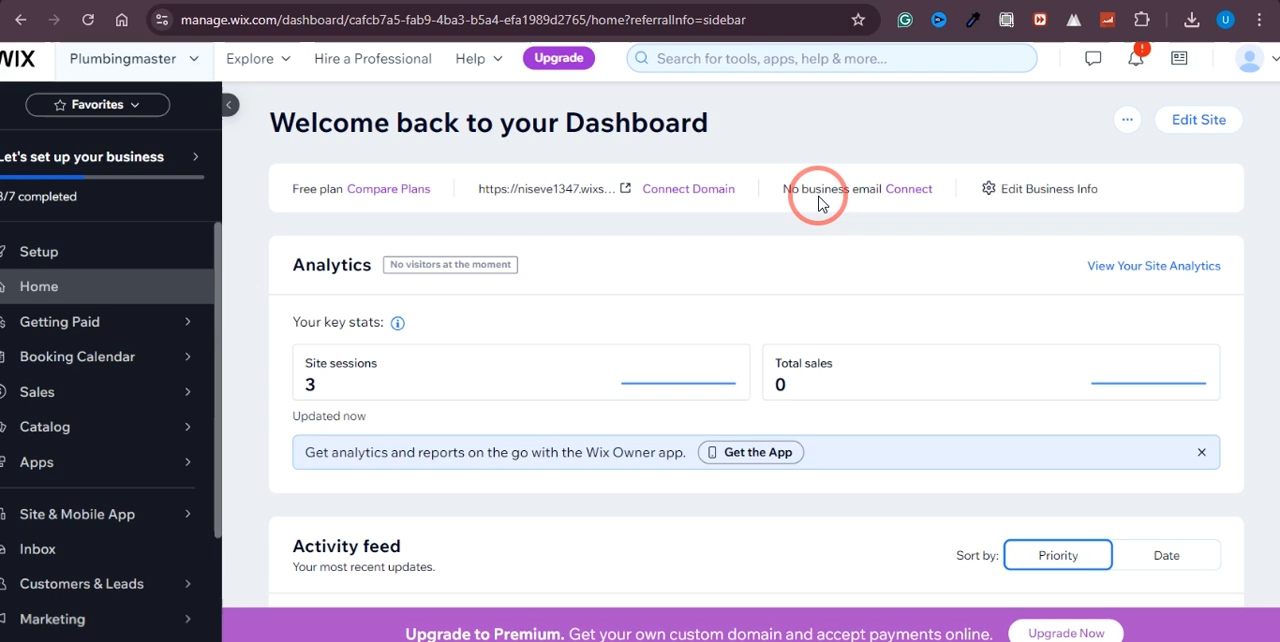 manage.wix.com/dashboard/cafcb7a5-fab9-4ba3-b5a4-efa1989d2765/home?referralInfo=sidebar
U
WIX Plumbingmaster Explore Hire a Professional Help Upgrade Search for tools, apps, help & more... !
Favorites
Let's set up your business
3/7 completed
Setup
Home
Getting Paid
Booking Calendar
Sales
Catalog
Apps
Site & Mobile App
Inbox
Customers & Leads
Marketing
Welcome back to your Dashboard
... Edit Site
Free plan Compare Plans https://niseve1347.wixs... Connect Domain No business email Connect Edit Business Info
Analytics No visitors at the moment View Your Site Analytics
Your key stats:
Site sessions
3
Total sales
0
Updated now
Get analytics and reports on the go with the Wix Owner app. Get the App
Activity feed
Your most recent updates.
Sort by: Priority Date
Upgrade to Premium. Get your own custom domain and accept payments online. Upgrade Now